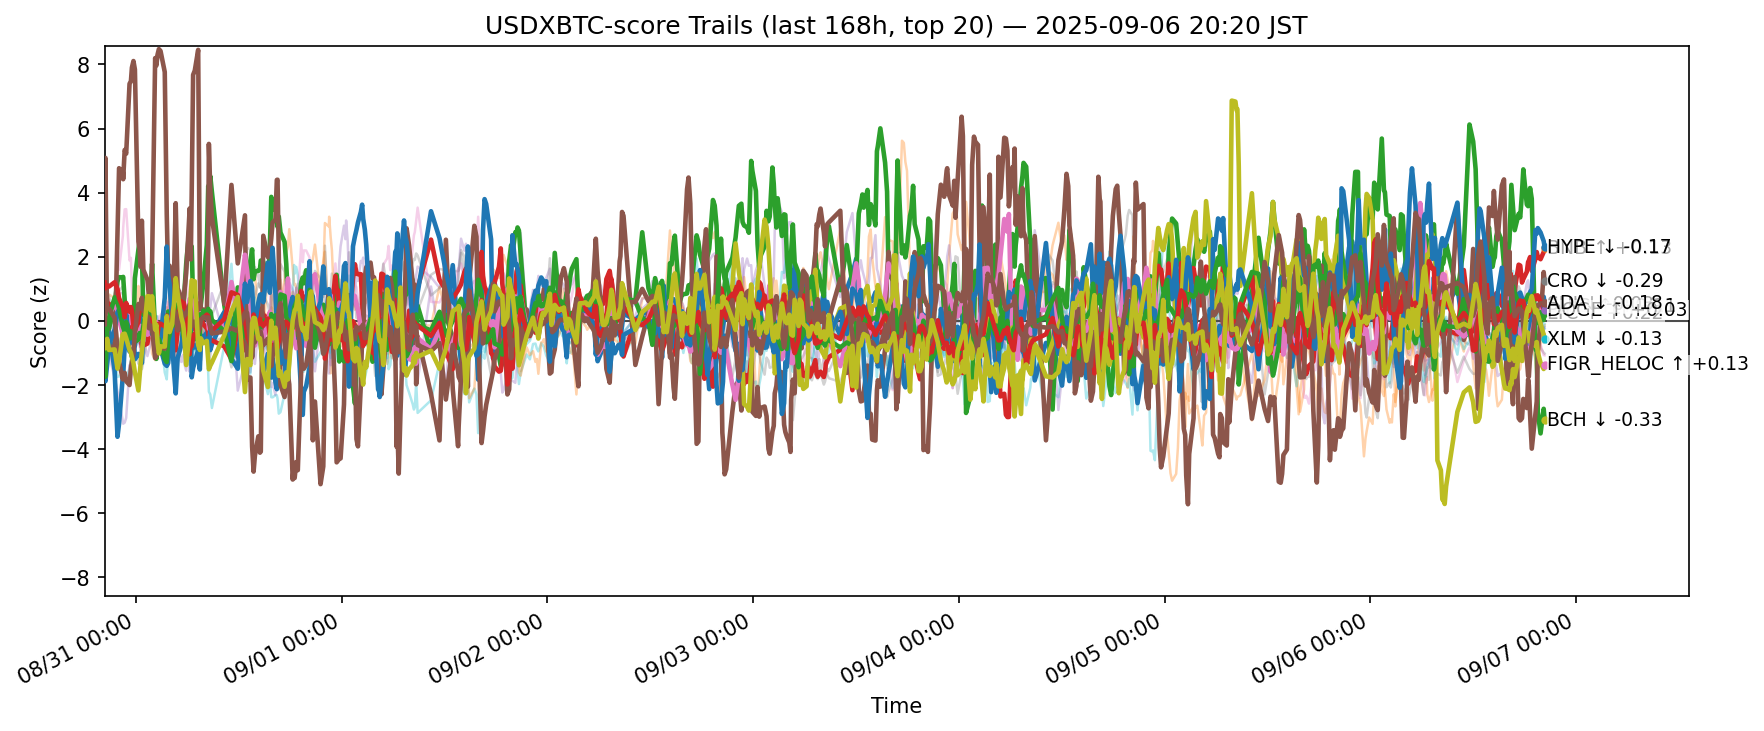 USDXBTC-score Trails (last 168h, top 20) — 2025-09-06 20:20 JST
Score (z)
8
6
4
2
0
−2
−4
−6
−8
HYPE ↓ -0.17
CRO ↓ -0.29
ADA ↓ -0.18
XLM ↓ -0.13
FIGR_HELOC ↑ +0.13
BCH ↓ -0.33
08/31 00:00
09/01 00:00
09/02 00:00
09/03 00:00
09/04 00:00
09/05 00:00
09/06 00:00
09/07 00:00
Time